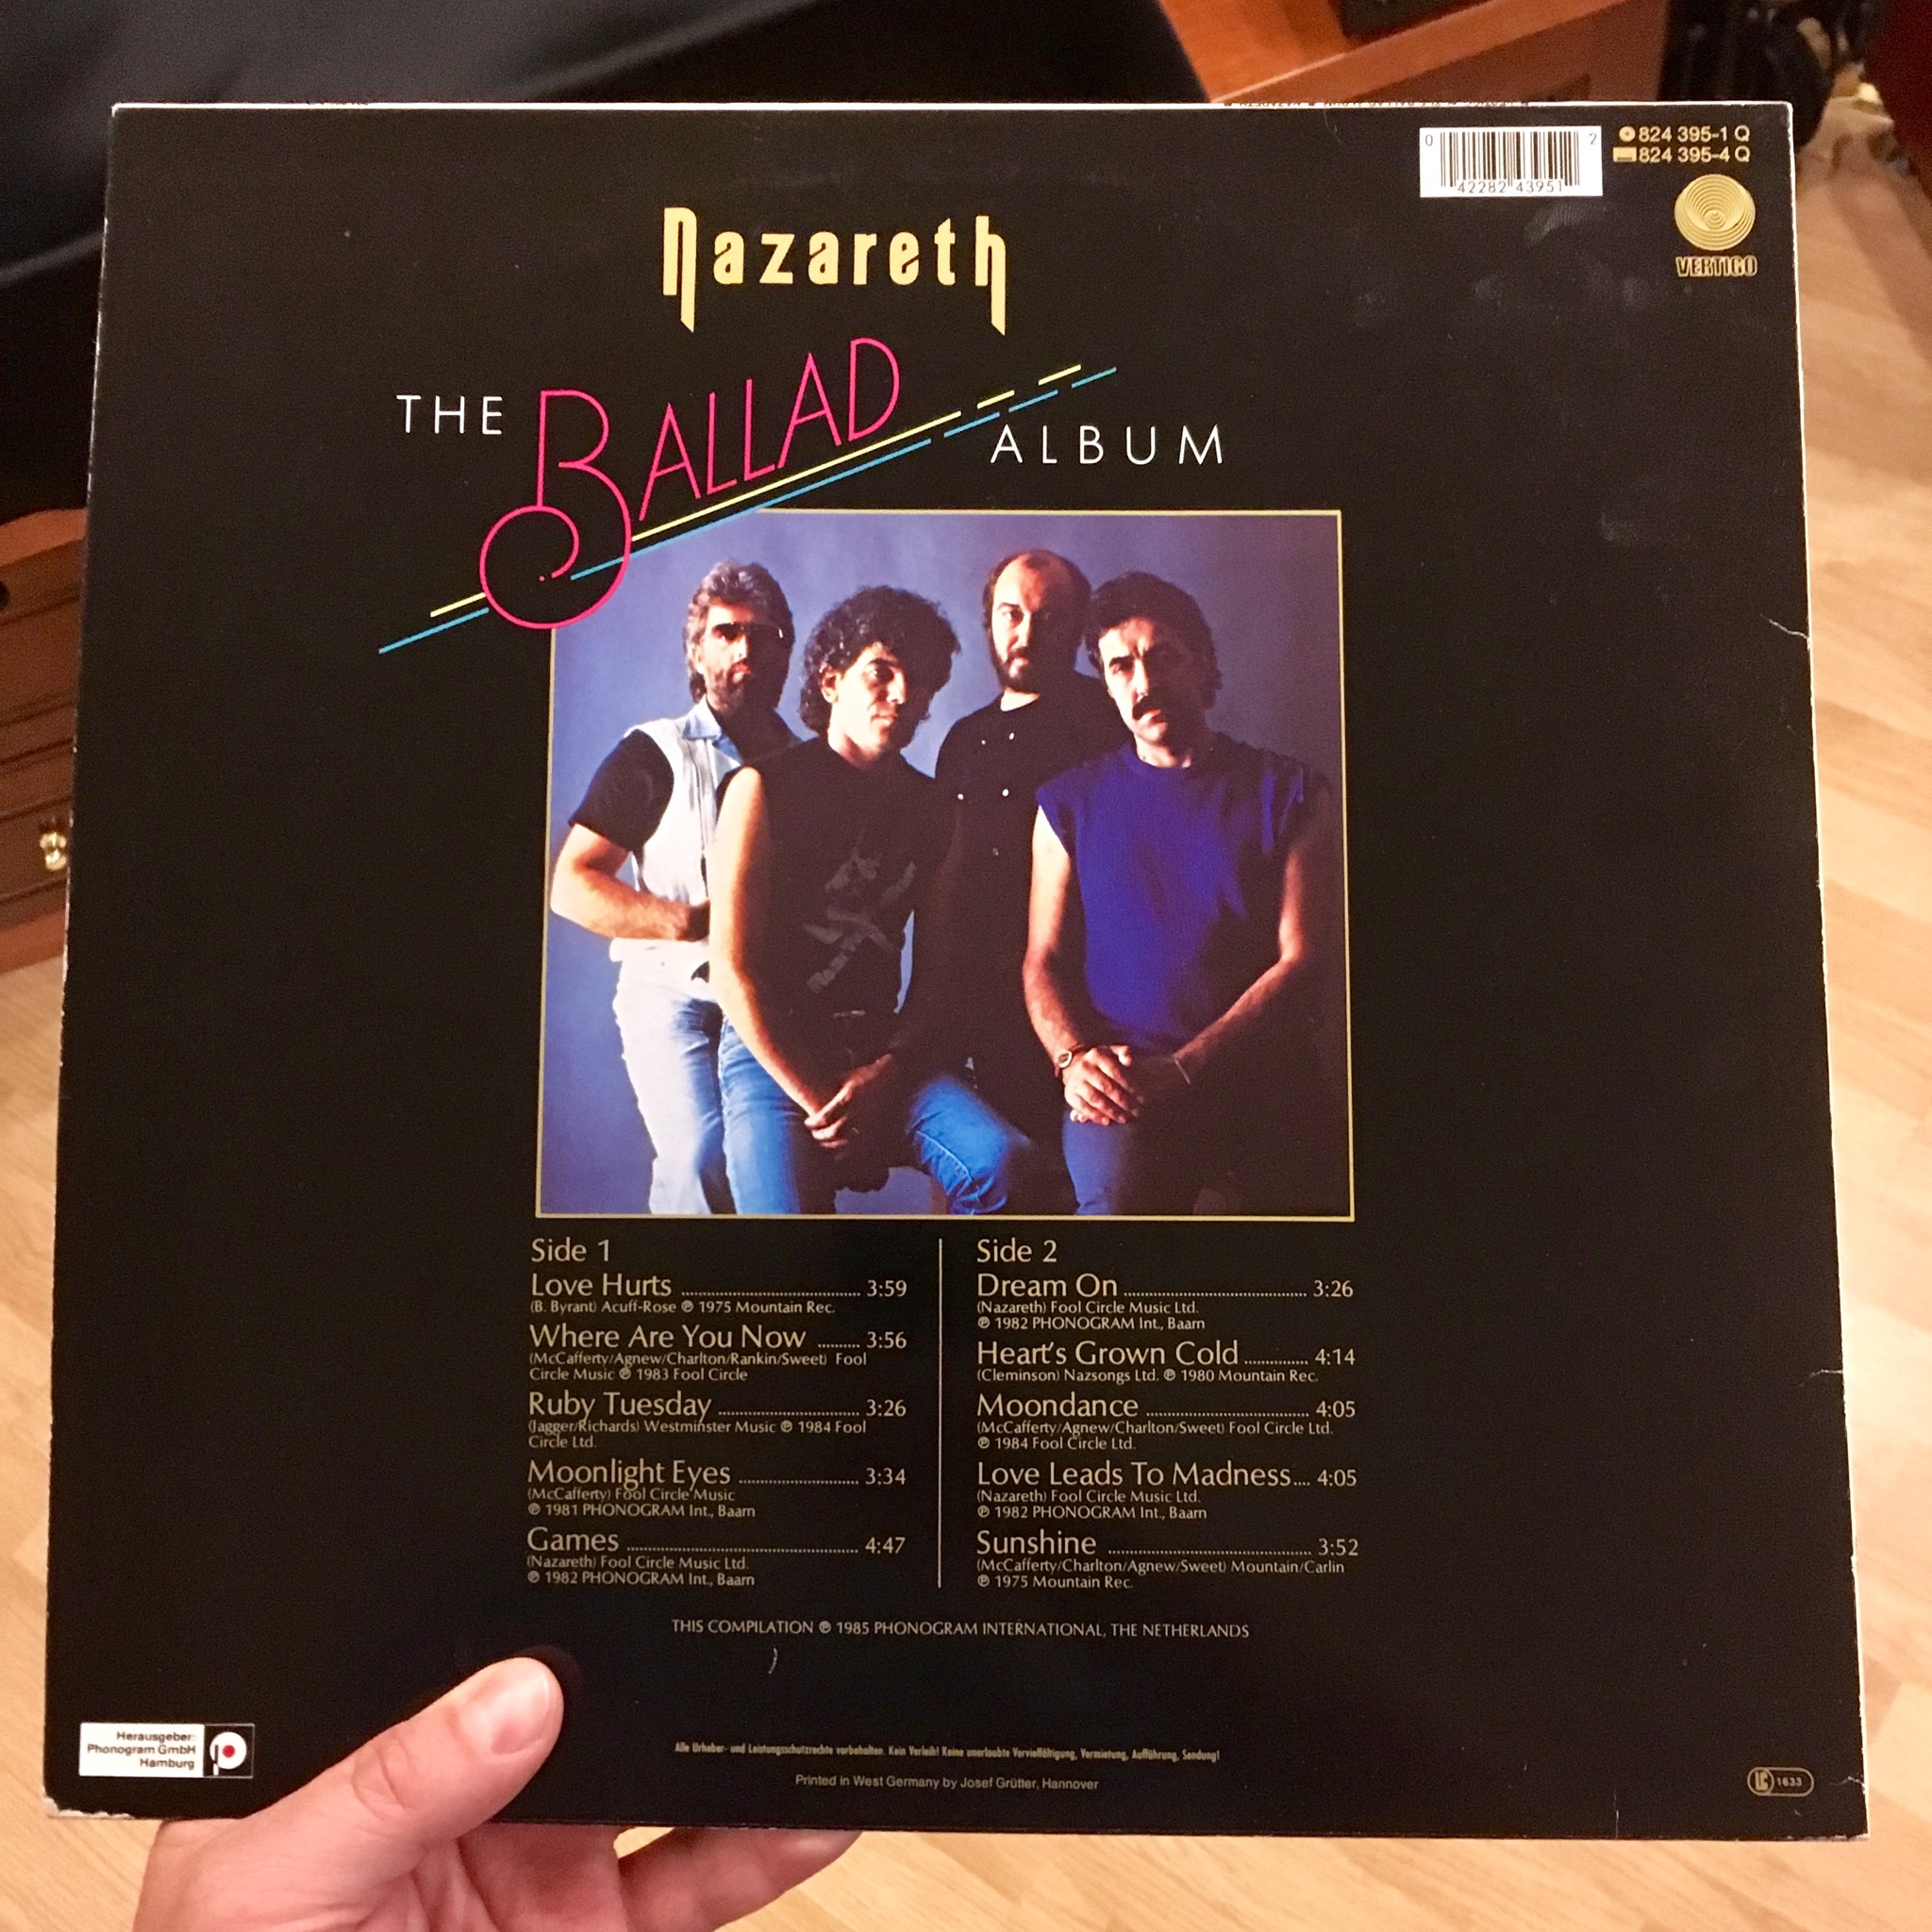 0 42282 43951 2
824 395-1 Q
824 395-4 Q
VERTIGO
Nazareth
THE BALLAD ALBUM
Side 1
Love Hurts ........................................ 3:59
(B. Byrant) Acuff-Rose ℗ 1975 Mountain Rec.
Where Are You Now .......... 3:56
(McCafferty/Agnew/Charlton/Rankin/Sweet) Fool
Circle Music ℗ 1983 Fool Circle
Ruby Tuesday ................................ 3:26
(Jagger/Richards) Westminster Music ℗ 1984 Fool
Circle Ltd.
Moonlight Eyes ........................... 3:34
(McCafferty) Fool Circle Music
℗ 1981 PHONOGRAM Int., Baarn
Games .................................................... 4:47
(Nazareth) Fool Circle Music Ltd.
℗ 1982 PHONOGRAM Int., Baarn
Side 2
Dream On ......................................... 3:26
(Nazareth) Fool Circle Music Ltd.
℗ 1982 PHONOGRAM Int., Baarn
Heart's Grown Cold ............... 4:14
(Cleminson) Nazsongs Ltd. ℗ 1980 Mountain Rec.
Moondance ..................................... 4:05
(McCafferty/Agnew/Charlton/Sweet) Fool Circle Ltd.
℗ 1984 Fool Circle Ltd.
Love Leads To Madness.... 4:05
(Nazareth) Fool Circle Music Ltd.
℗ 1982 PHONOGRAM Int., Baarn
Sunshine .............................................. 3:52
(McCafferty/Charlton/Agnew/Sweet) Mountain/Carlin
℗ 1975 Mountain Rec.
THIS COMPILATION ℗ 1985 PHONOGRAM INTERNATIONAL, THE NETHERLANDS
Herausgeber:
Phonogram GmbH
Hamburg
Alle Urheber- und Leistungsschutzrechte vorbehalten. Kein Verleih! Keine unerlaubte Vervielfältigung, Vermietung, Aufführung, Sendung!
Printed in West Germany by Josef Grütter, Hannover
LC 1633